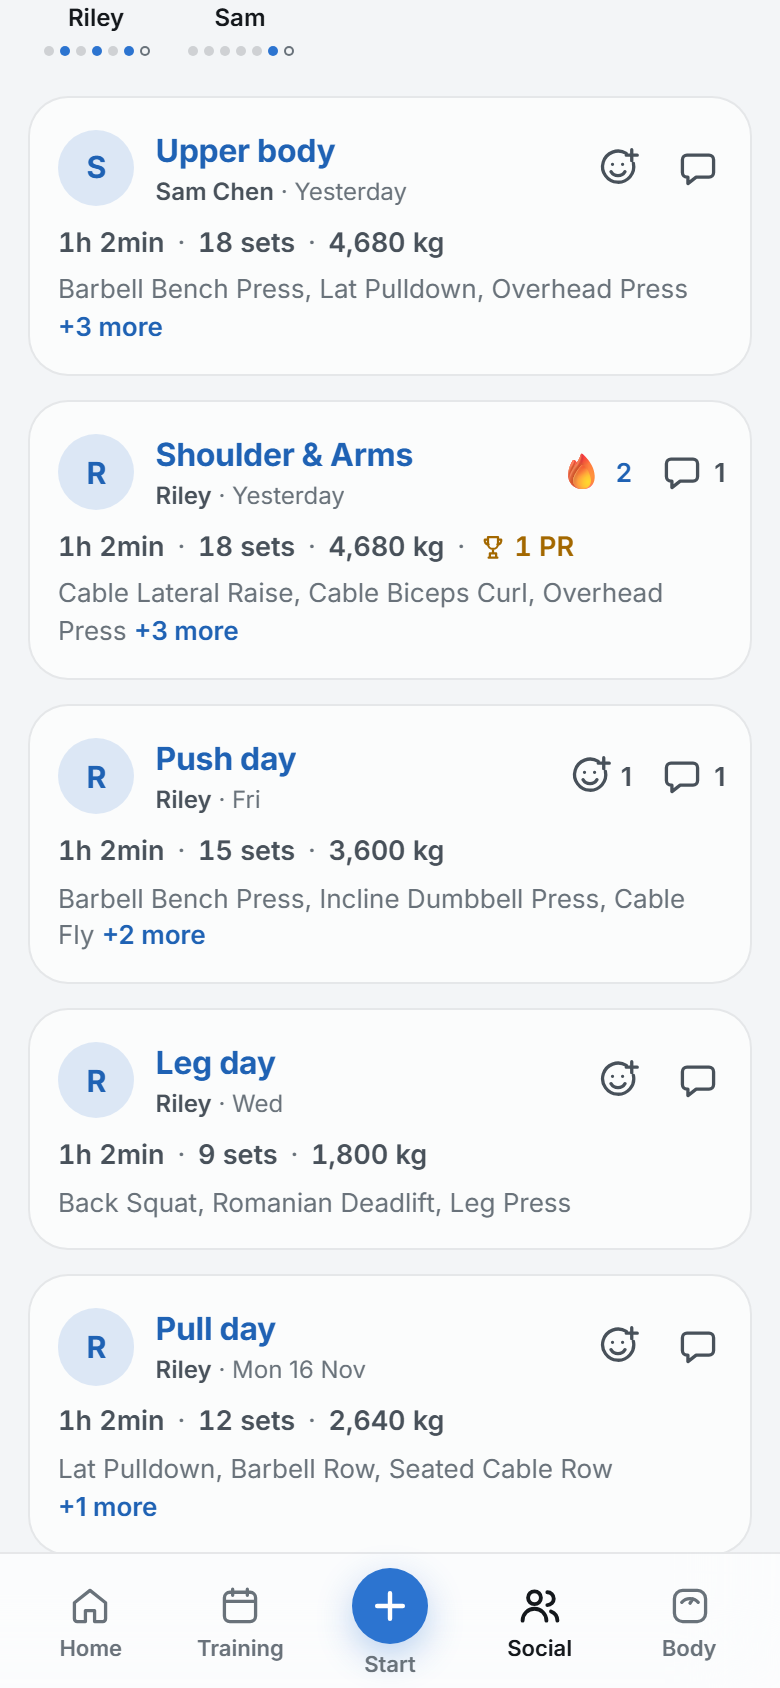 Riley Sam
S Upper body
Sam Chen · Yesterday
1h 2min · 18 sets · 4,680 kg
Barbell Bench Press, Lat Pulldown, Overhead Press
+3 more
R Shoulder & Arms
🔥 2 1
Riley · Yesterday
1h 2min · 18 sets · 4,680 kg · 1 PR
Cable Lateral Raise, Cable Biceps Curl, Overhead
Press +3 more
R Push day
1 1
Riley · Fri
1h 2min · 15 sets · 3,600 kg
Barbell Bench Press, Incline Dumbbell Press, Cable
Fly +2 more
R Leg day
Riley · Wed
1h 2min · 9 sets · 1,800 kg
Back Squat, Romanian Deadlift, Leg Press
R Pull day
Riley · Mon 16 Nov
1h 2min · 12 sets · 2,640 kg
Lat Pulldown, Barbell Row, Seated Cable Row
+1 more
Home Training Start Social Body